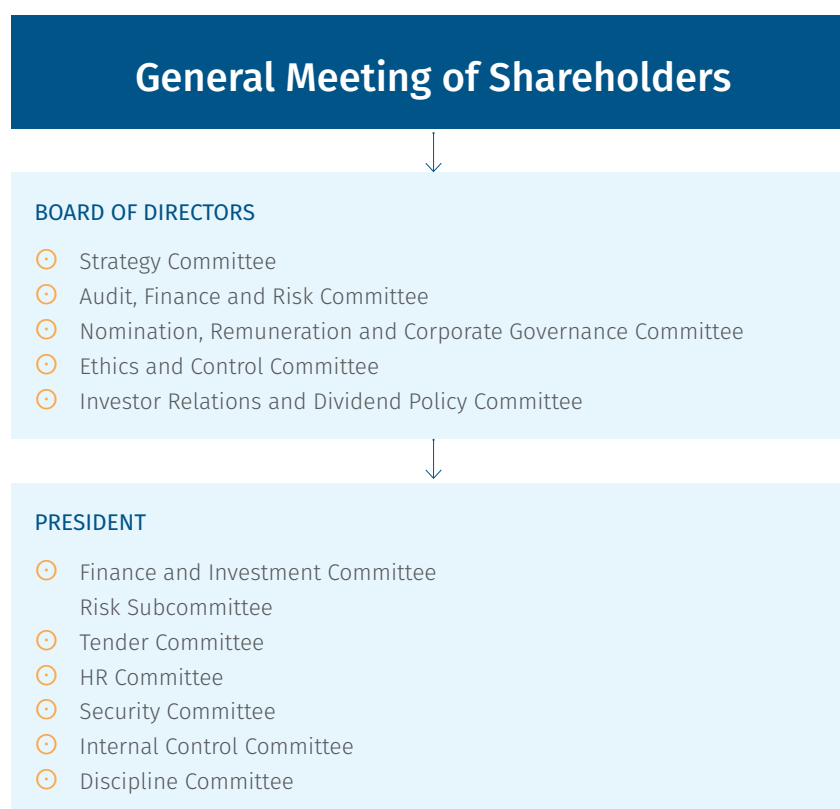 General Meeting of Shareholders
BOARD OF DIRECTORS
Strategy Committee
Audit, Finance and Risk Committee
Nomination, Remuneration and Corporate Governance Committee
Ethics and Control Committee
Investor Relations and Dividend Policy Committee
PRESIDENT
Finance and Investment Committee
Risk Subcommittee
Tender Committee
HR Committee
Security Committee
Internal Control Committee
Discipline Committee